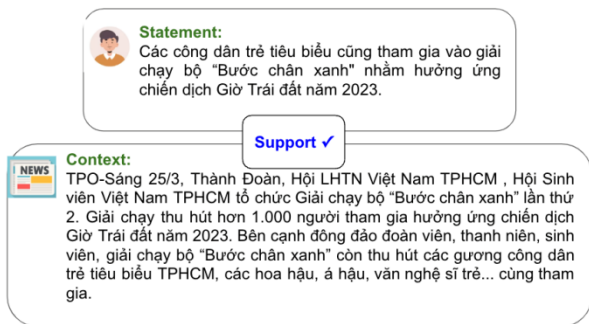 Statement:
Các công dân trẻ tiêu biểu cũng tham gia vào giải
chạy bộ “Bước chân xanh" nhằm hưởng ứng
chiến dịch Giờ Trái đất năm 2023.
Support ✓
NEWS
Context:
TPO-Sáng 25/3, Thành Đoàn, Hội LHTN Việt Nam TPHCM , Hội Sinh
viên Việt Nam TPHCM tổ chức Giải chạy bộ “Bước chân xanh” lần thứ
2. Giải chạy thu hút hơn 1.000 người tham gia hưởng ứng chiến dịch
Giờ Trái đất năm 2023. Bên cạnh đông đảo đoàn viên, thanh niên, sinh
viên, giải chạy bộ “Bước chân xanh” còn thu hút các gương công dân
trẻ tiêu biểu TPHCM, các hoa hậu, á hậu, văn nghệ sĩ trẻ... cùng tham
gia.